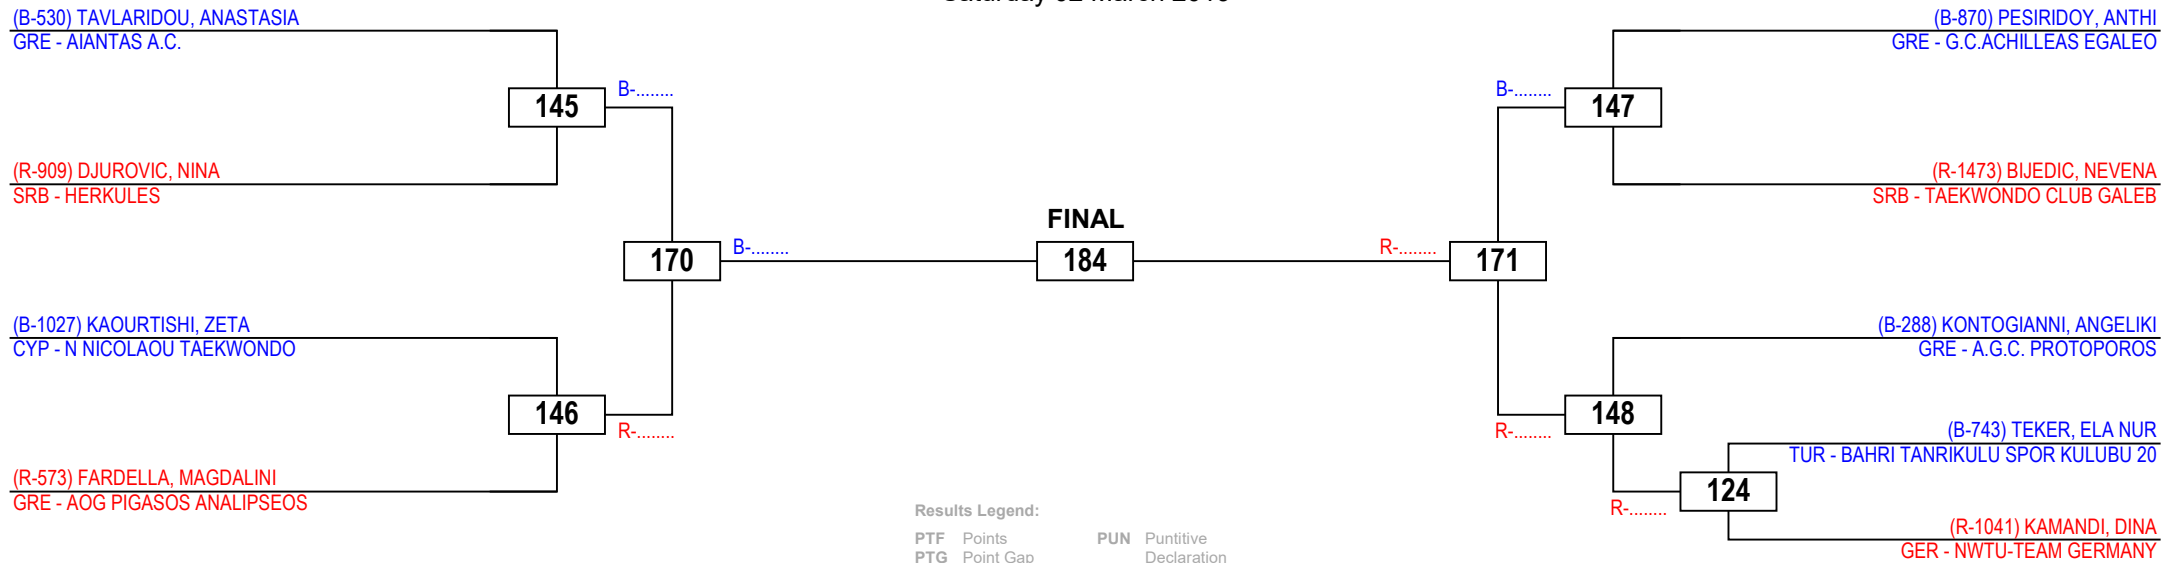 (B-530) TAVLARIDOU, ANASTASIA
GRE - AIANTAS A.C.
145
B-........
(R-909) DJUROVIC, NINA
SRB - HERKULES
170
B-........
(B-1027) KAOURTISHI, ZETA
CYP - N NICOLAOU TAEKWONDO
146
R-........
(R-573) FARDELLA, MAGDALINI
GRE - AOG PIGASOS ANALIPSEOS
FINAL
184
(B-870) PESIRIDOY, ANTHI
GRE - G.C.ACHILLEAS EGALEO
B-........
147
(R-1473) BIJEDIC, NEVENA
SRB - TAEKWONDO CLUB GALEB
R-........
171
(B-288) KONTOGIANNI, ANGELIKI
GRE - A.G.C. PROTOPOROS
148
R-........
(B-743) TEKER, ELA NUR
TUR - BAHRI TANRIKULU SPOR KULUBU 20
124
R-........
(R-1041) KAMANDI, DINA
GER - NWTU-TEAM GERMANY
Results Legend:
PTF Points
PTG Point Gap
PUN Puntitive
Declaration